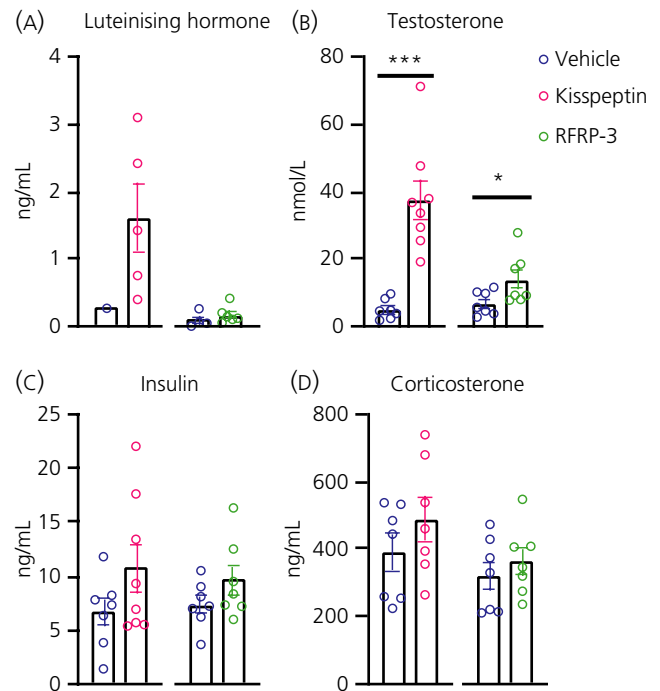 (A) Luteinising hormone
4
3
2
1
0
ng/mL
(B) Testosterone
80
60
40
20
0
nmol/L
***
*
Vehicle
Kisspeptin
RFRP-3
(C) Insulin
25
20
15
10
5
0
ng/mL
(D) Corticosterone
800
600
400
200
0
ng/mL